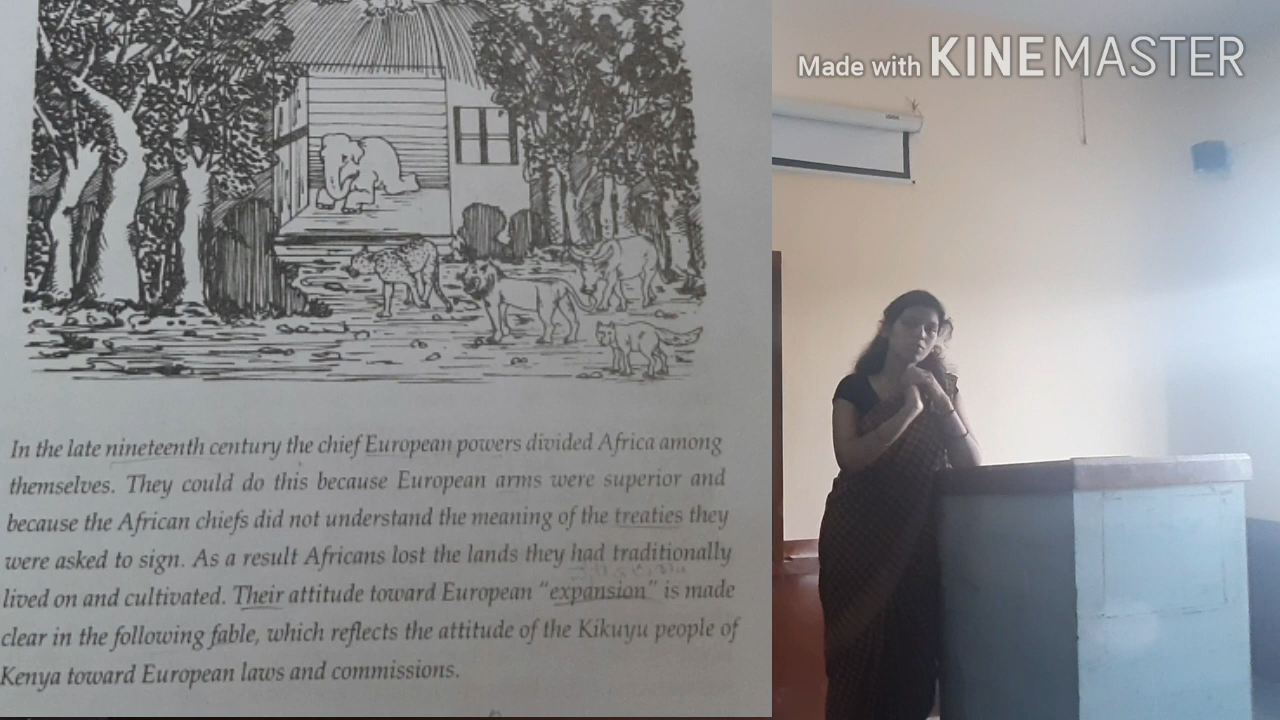 Made with KINEMASTER
In the late nineteenth century the chief European powers divided Africa among
themselves. They could do this because European arms were superior and
because the African chiefs did not understand the meaning of the treaties they
were asked to sign. As a result Africans lost the lands they had traditionally
lived on and cultivated. Their attitude toward European "expansion" is made
clear in the following fable, which reflects the attitude of the Kikuyu people of
Kenya toward European laws and commissions.